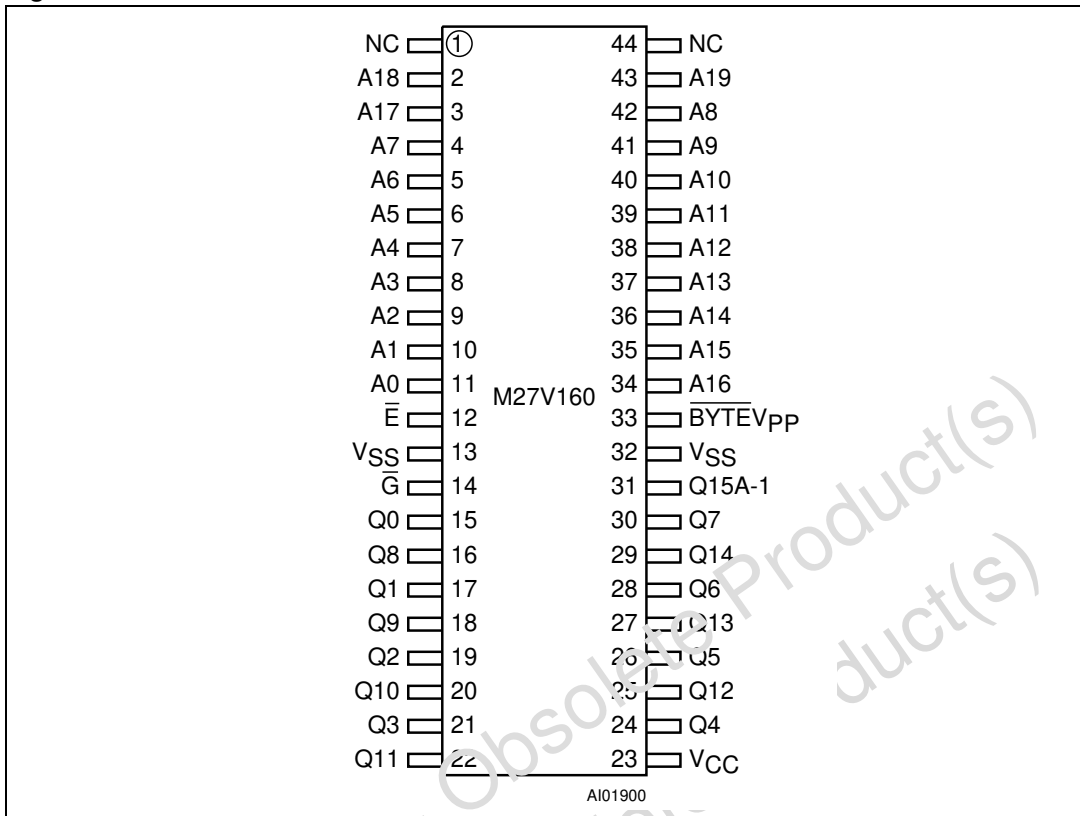 NC 1 44 NC
A18 2 43 A19
A17 3 42 A8
A7 4 41 A9
A6 5 40 A10
A5 6 39 A11
A4 7 38 A12
A3 8 37 A13
A2 9 36 A14
A1 10 35 A15
A0 11 M27V160 34 A16
E̅ 12 33 B̅Y̅T̅E̅VPP
VSS 13 32 VSS
G̅ 14 31 Q15A-1
Q0 15 30 Q7
Q8 16 29 Q14
Q1 17 28 Q6
Q9 18 27 Q13
Q2 19 26 Q5
Q10 20 25 Q12
Q3 21 24 Q4
Q11 22 23 VCC
AI01900
Obsolete Product(s)